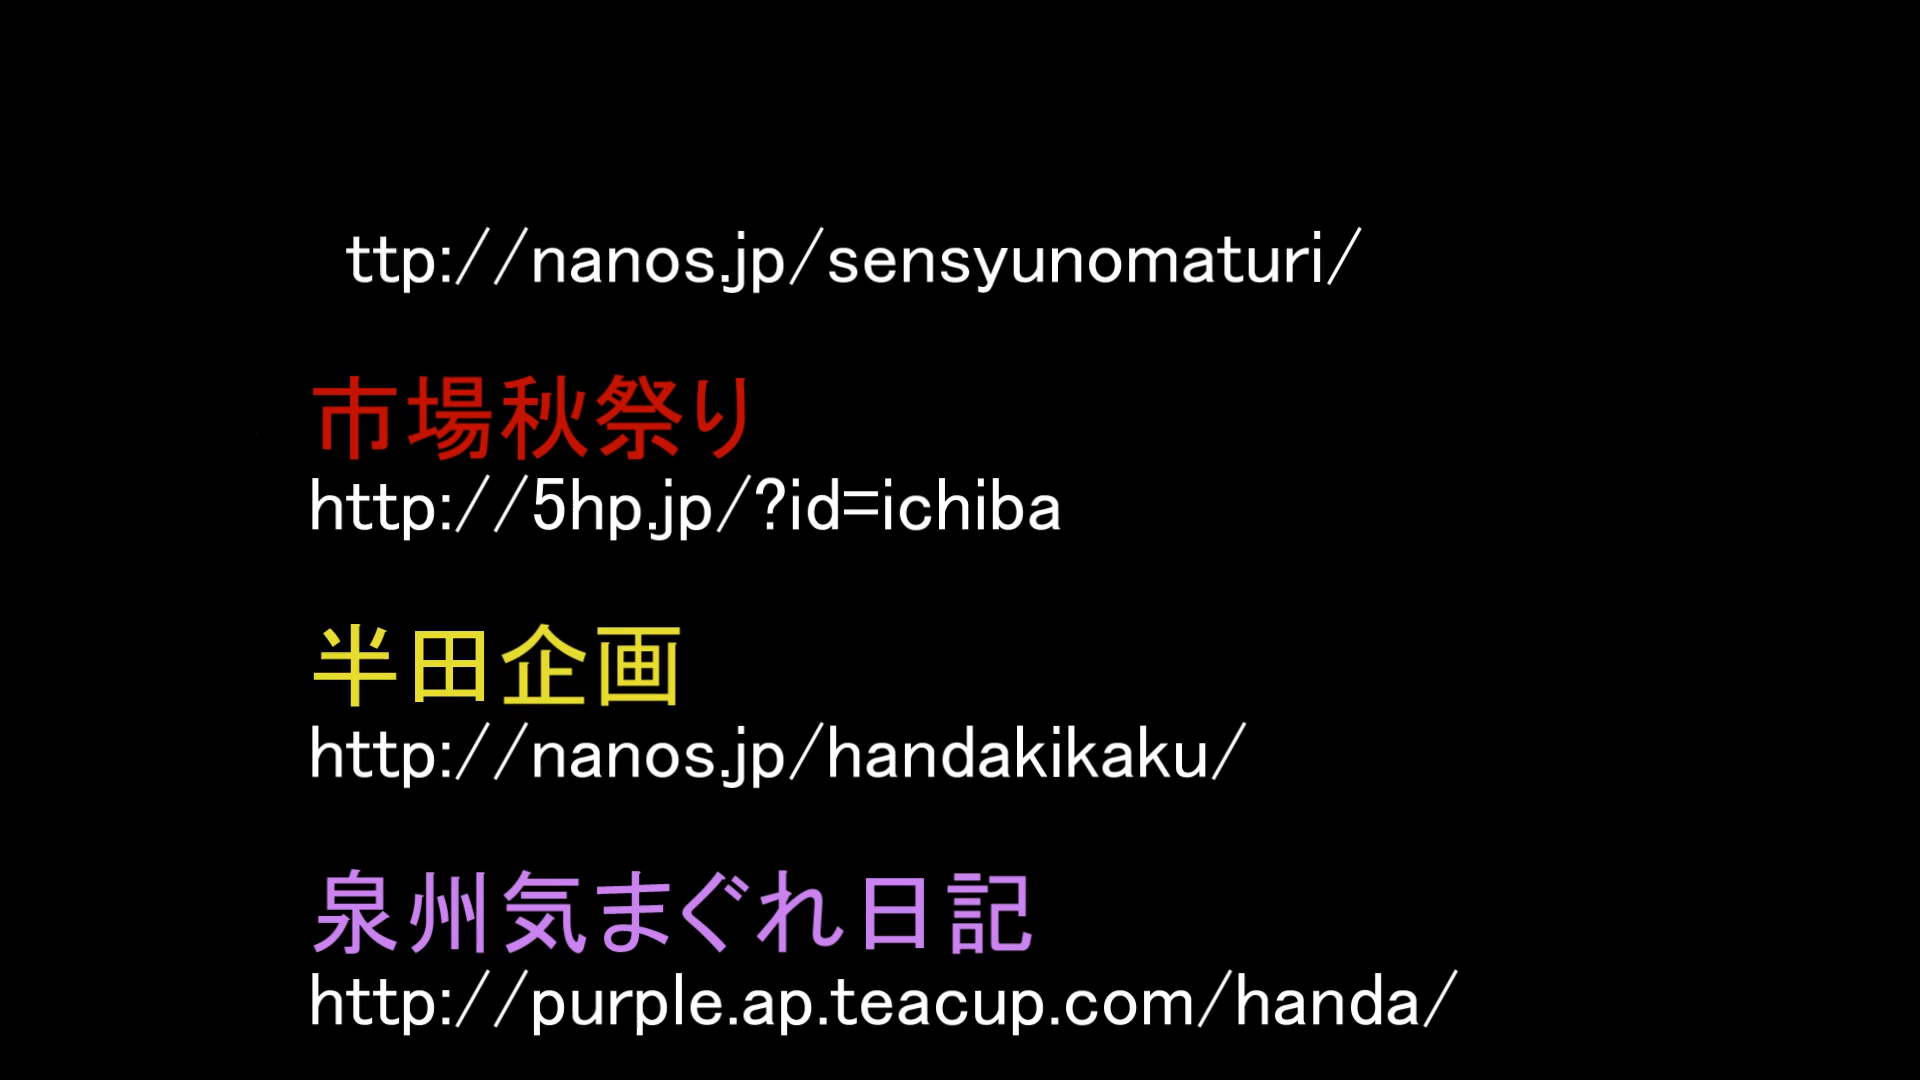 ttp://nanos.jp/sensyunomaturi/
市場秋祭り
http://5hp.jp/?id=ichiba
半田企画
http://nanos.jp/handakikaku/
泉州気まぐれ日記
http://purple.ap.teacup.com/handa/